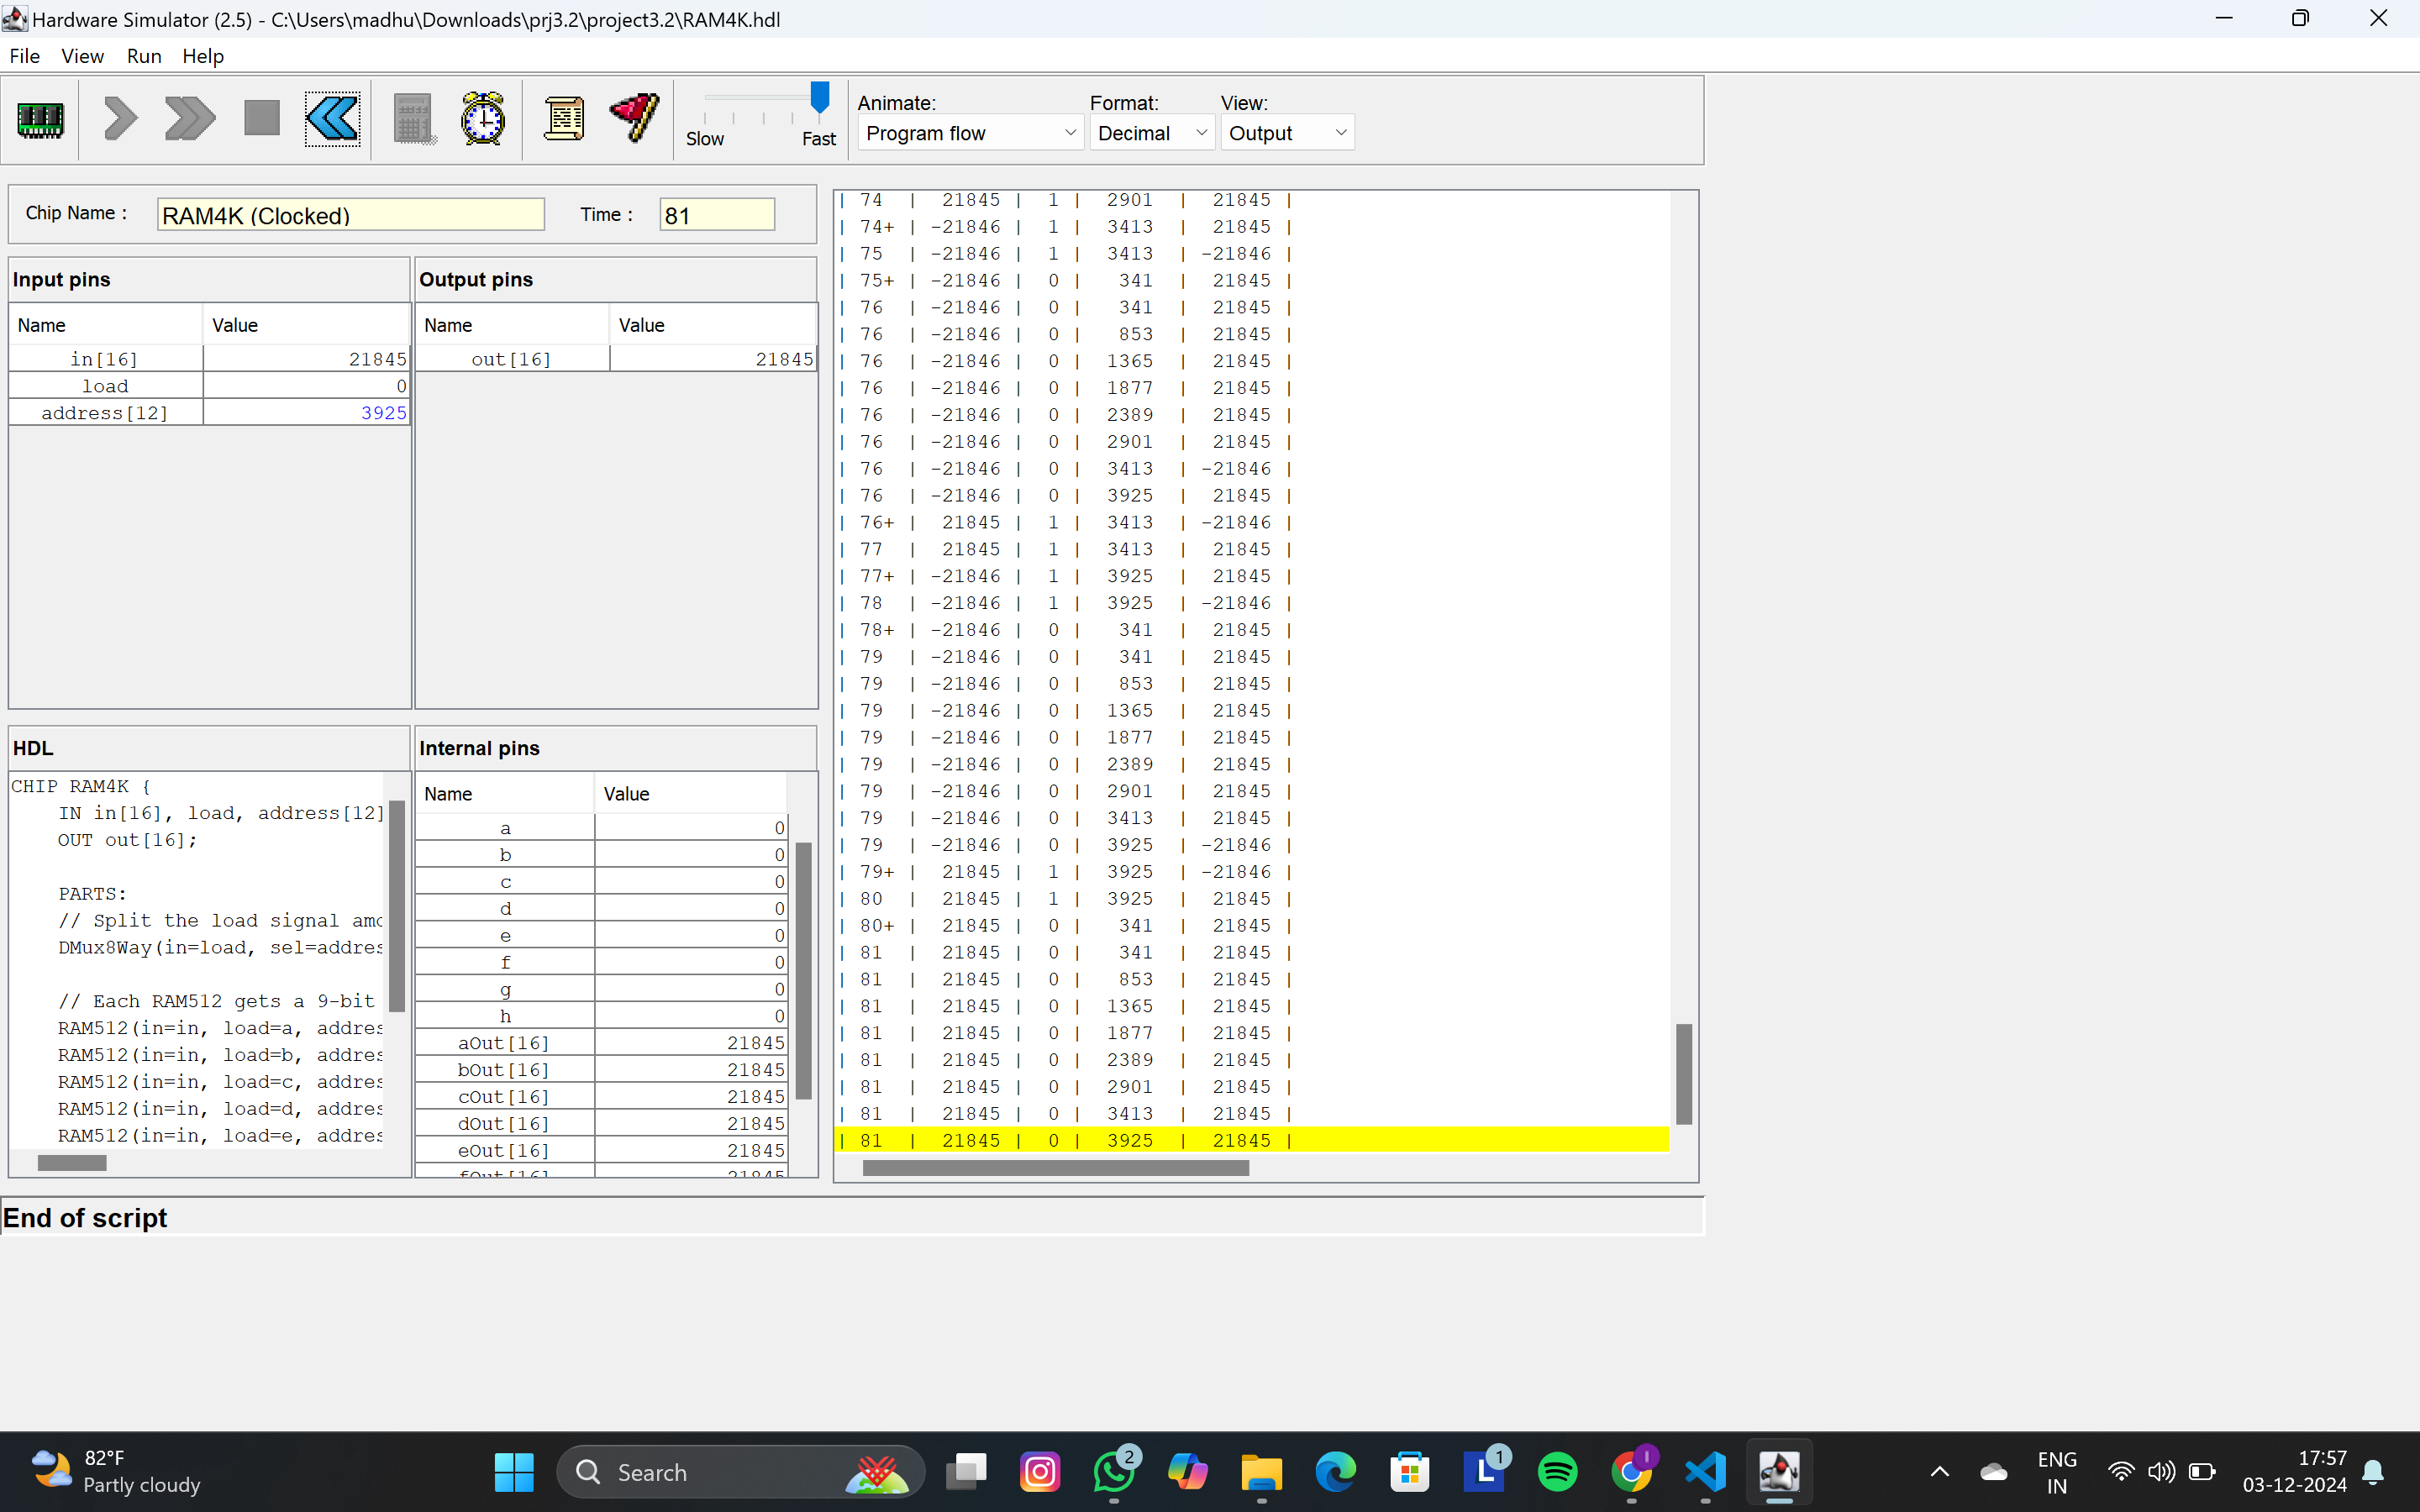 Hardware Simulator (2.5) - C:\Users\madhu\Downloads\prj3.2\project3.2\RAM4K.hdl
File View Run Help
Slow Fast
Animate: Format: View:
Program flow Decimal Output
Chip Name : RAM4K (Clocked) Time : 81
Input pins
Name Value
in[16] 21845
load 0
address[12] 3925
Output pins
Name Value
out[16] 21845
HDL
CHIP RAM4K {
IN in[16], load, address[12]
OUT out[16];
PARTS:
// Split the load signal amo
DMux8Way(in=load, sel=addres
// Each RAM512 gets a 9-bit
RAM512(in=in, load=a, addres
RAM512(in=in, load=b, addres
RAM512(in=in, load=c, addres
RAM512(in=in, load=d, addres
RAM512(in=in, load=e, addres
Internal pins
Name Value
a 0
b 0
c 0
d 0
e 0
f 0
g 0
h 0
aOut[16] 21845
bOut[16] 21845
cOut[16] 21845
dOut[16] 21845
eOut[16] 21845
fOut[16] 21845
| 74 | 21845 | 1 | 2901 | 21845 |
| 74+ | -21846 | 1 | 3413 | 21845 |
| 75 | -21846 | 1 | 3413 | -21846 |
| 75+ | -21846 | 0 | 341 | 21845 |
| 76 | -21846 | 0 | 341 | 21845 |
| 76 | -21846 | 0 | 853 | 21845 |
| 76 | -21846 | 0 | 1365 | 21845 |
| 76 | -21846 | 0 | 1877 | 21845 |
| 76 | -21846 | 0 | 2389 | 21845 |
| 76 | -21846 | 0 | 2901 | 21845 |
| 76 | -21846 | 0 | 3413 | -21846 |
| 76 | -21846 | 0 | 3925 | 21845 |
| 76+ | 21845 | 1 | 3413 | -21846 |
| 77 | 21845 | 1 | 3413 | 21845 |
| 77+ | -21846 | 1 | 3925 | 21845 |
| 78 | -21846 | 1 | 3925 | -21846 |
| 78+ | -21846 | 0 | 341 | 21845 |
| 79 | -21846 | 0 | 341 | 21845 |
| 79 | -21846 | 0 | 853 | 21845 |
| 79 | -21846 | 0 | 1365 | 21845 |
| 79 | -21846 | 0 | 1877 | 21845 |
| 79 | -21846 | 0 | 2389 | 21845 |
| 79 | -21846 | 0 | 2901 | 21845 |
| 79 | -21846 | 0 | 3413 | 21845 |
| 79 | -21846 | 0 | 3925 | -21846 |
| 79+ | 21845 | 1 | 3925 | -21846 |
| 80 | 21845 | 1 | 3925 | 21845 |
| 80+ | 21845 | 0 | 341 | 21845 |
| 81 | 21845 | 0 | 341 | 21845 |
| 81 | 21845 | 0 | 853 | 21845 |
| 81 | 21845 | 0 | 1365 | 21845 |
| 81 | 21845 | 0 | 1877 | 21845 |
| 81 | 21845 | 0 | 2389 | 21845 |
| 81 | 21845 | 0 | 2901 | 21845 |
| 81 | 21845 | 0 | 3413 | 21845 |
| 81 | 21845 | 0 | 3925 | 21845 |
End of script
82°F
Partly cloudy
Search
2
L 1
ENG
IN
17:57
03-12-2024